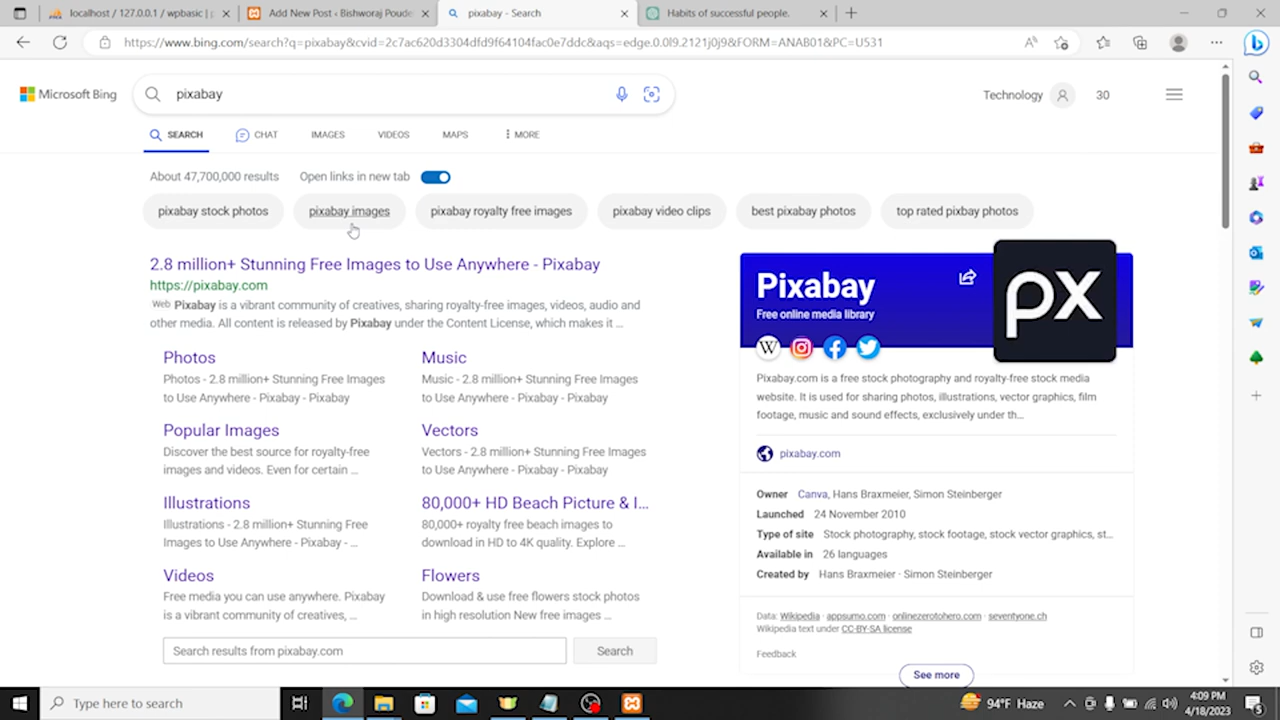 localhost / 127.0.0.1 / wpbasic | p
Add New Post ‹ Bishworaj Poude
pixabay - Search
Habits of successful people.
https://www.bing.com/search?q=pixabay&cvid=2c7ac620d3304dfd9f64104fac0e7ddc&aqs=edge.0.0l9.2121j0j9&FORM=ANAB01&PC=U531
Microsoft Bing
pixabay
Technology
30
SEARCH
CHAT
IMAGES
VIDEOS
MAPS
MORE
About 47,700,000 results
Open links in new tab
pixabay stock photos
pixabay images
pixabay royalty free images
pixabay video clips
best pixabay photos
top rated pixbay photos
2.8 million+ Stunning Free Images to Use Anywhere - Pixabay
https://pixabay.com
Web Pixabay is a vibrant community of creatives, sharing royalty-free images, videos, audio and
other media. All content is released by Pixabay under the Content License, which makes it ...
Photos
Photos - 2.8 million+ Stunning Free Images
to Use Anywhere - Pixabay - Pixabay
Music
Music - 2.8 million+ Stunning Free Images
to Use Anywhere - Pixabay - Pixabay
Popular Images
Discover the best source for royalty-free
images and videos. Even for certain ...
Vectors
Vectors - 2.8 million+ Stunning Free Images
to Use Anywhere - Pixabay - Pixabay
Illustrations
Illustrations - 2.8 million+ Stunning Free
Images to Use Anywhere - Pixabay - ...
80,000+ HD Beach Picture & I...
80,000+ royalty free beach images to
download in HD to 4K quality. Explore ...
Videos
Free media you can use anywhere. Pixabay
is a vibrant community of creatives, ...
Flowers
Download & use free flowers stock photos
in high resolution New free images ...
Search results from pixabay.com
Search
Pixabay
Free online media library
px
W
Pixabay.com is a free stock photography and royalty-free stock media
website. It is used for sharing photos, illustrations, vector graphics, film
footage, music and sound effects, exclusively under th...
pixabay.com
Owner Canva, Hans Braxmeier, Simon Steinberger
Launched 24 November 2010
Type of site Stock photography, stock footage, stock vector graphics, st...
Available in 26 languages
Created by Hans Braxmeier · Simon Steinberger
Data: Wikipedia · appsumo.com · onlinezerotohero.com · seventyone.ch
Wikipedia text under CC-BY-SA license
Feedback
See more
Type here to search
94°F Haze
4:09 PM
4/18/2023
5